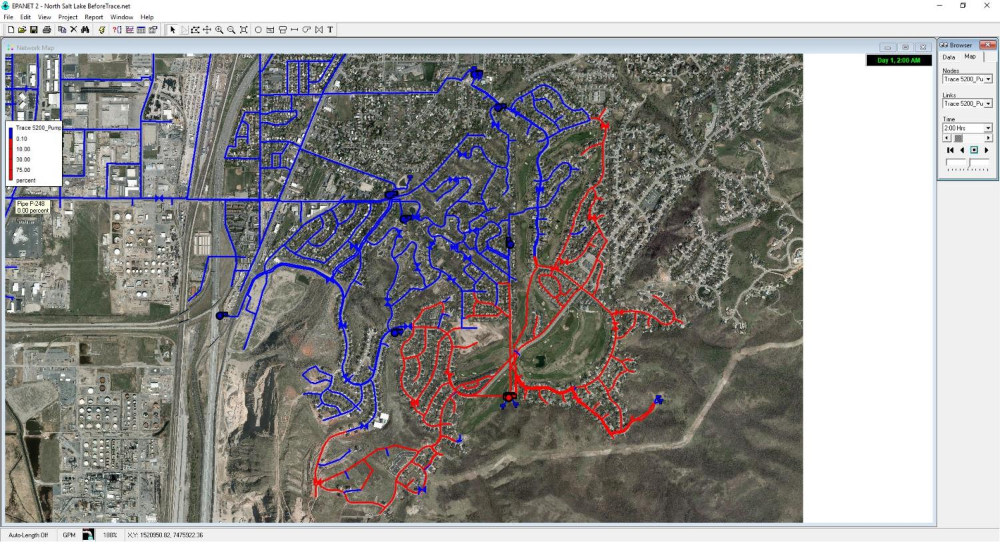 EPANET 2 - North Salt Lake BeforeTrace.net
File Edit View Project Report Window Help
T
Network Map
Day 1, 2:00 AM
Trace 5200_Pump
0.10
10.00
30.00
75.00
percent
Pipe P-248
0.00 percent
Browser
Data Map
Nodes
Trace 5200_Pu
Links
Trace 5200_Pu
Time
2:00 Hrs
Auto-Length Off GPM 188% X,Y: 1520950.82, 7475922.36